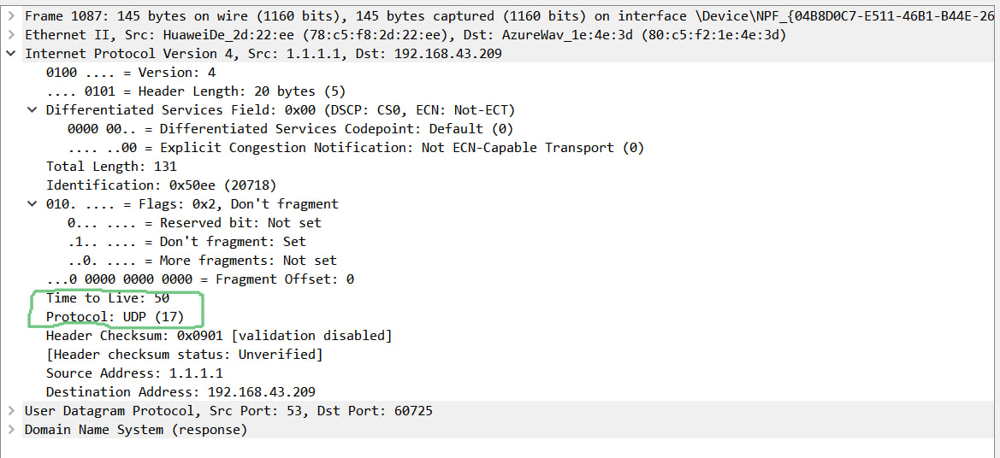 Frame 1087: 145 bytes on wire (1160 bits), 145 bytes captured (1160 bits) on interface \Device\NPF_{04B8D0C7-E511-46B1-B44E-26
Ethernet II, Src: HuaweiDe_2d:22:ee (78:c5:f8:2d:22:ee), Dst: AzureWav_1e:4e:3d (80:c5:f2:1e:4e:3d)
Internet Protocol Version 4, Src: 1.1.1.1, Dst: 192.168.43.209
0100 .... = Version: 4
.... 0101 = Header Length: 20 bytes (5)
Differentiated Services Field: 0x00 (DSCP: CS0, ECN: Not-ECT)
0000 00.. = Differentiated Services Codepoint: Default (0)
.... ..00 = Explicit Congestion Notification: Not ECN-Capable Transport (0)
Total Length: 131
Identification: 0x50ee (20718)
010. .... = Flags: 0x2, Don't fragment
0... .... = Reserved bit: Not set
.1.. .... = Don't fragment: Set
..0. .... = More fragments: Not set
...0 0000 0000 0000 = Fragment Offset: 0
Time to Live: 50
Protocol: UDP (17)
Header Checksum: 0x0901 [validation disabled]
[Header checksum status: Unverified]
Source Address: 1.1.1.1
Destination Address: 192.168.43.209
User Datagram Protocol, Src Port: 53, Dst Port: 60725
Domain Name System (response)